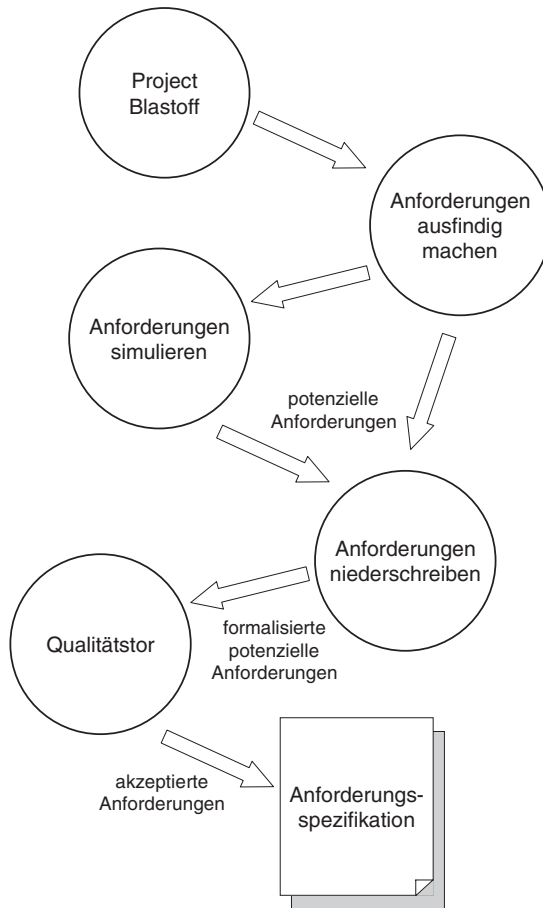 Project
Blastoff
Anforderungen
ausfindig
machen
Anforderungen
simulieren
potenzielle
Anforderungen
Anforderungen
niederschreiben
Qualitätstor
formalisierte
potenzielle
Anforderungen
akzeptierte
Anforderungen
Anforderungs-
spezifikation